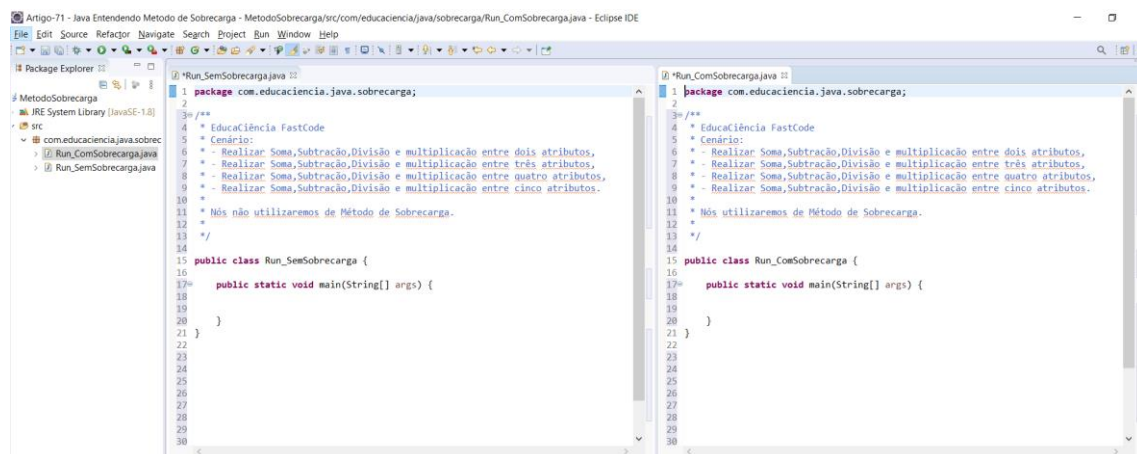 Artigo-71 - Java Entendendo Metodo de Sobrecarga - MetodoSobrecarga/src/com/educaciencia/java/sobrecarga/Run_ComSobrecarga.java - Eclipse IDE
File Edit Source Refactor Navigate Search Project Run Window Help
Package Explorer
MetodoSobrecarga
JRE System Library [JavaSE-1.8]
src
com.educaciencia.java.sobrec
Run_ComSobrecarga.java
Run_SemSobrecarga.java
*Run_SemSobrecarga.java
1 package com.educaciencia.java.sobrecarga;
2
3 /**
4 * EducaCiência FastCode
5 * Cenário:
6 * - Realizar Soma,Subtração,Divisão e multiplicação entre dois atributos,
7 * - Realizar Soma,Subtração,Divisão e multiplicação entre três atributos,
8 * - Realizar Soma,Subtração,Divisão e multiplicação entre quatro atributos,
9 * - Realizar Soma,Subtração,Divisão e multiplicação entre cinco atributos.
10 *
11 * Nós não utilizaremos de Método de Sobrecarga.
12 *
13 */
14
15 public class Run_SemSobrecarga {
16
17 public static void main(String[] args) {
18
19
20 }
21 }
22
23
24
25
26
27
28
29
30
*Run_ComSobrecarga.java
1 package com.educaciencia.java.sobrecarga;
2
3 /**
4 * EducaCiência FastCode
5 * Cenário:
6 * - Realizar Soma,Subtração,Divisão e multiplicação entre dois atributos,
7 * - Realizar Soma,Subtração,Divisão e multiplicação entre três atributos,
8 * - Realizar Soma,Subtração,Divisão e multiplicação entre quatro atributos,
9 * - Realizar Soma,Subtração,Divisão e multiplicação entre cinco atributos.
10 *
11 * Nós utilizaremos de Método de Sobrecarga.
12 *
13 */
14
15 public class Run_ComSobrecarga {
16
17 public static void main(String[] args) {
18
19
20 }
21 }
22
23
24
25
26
27
28
29
30